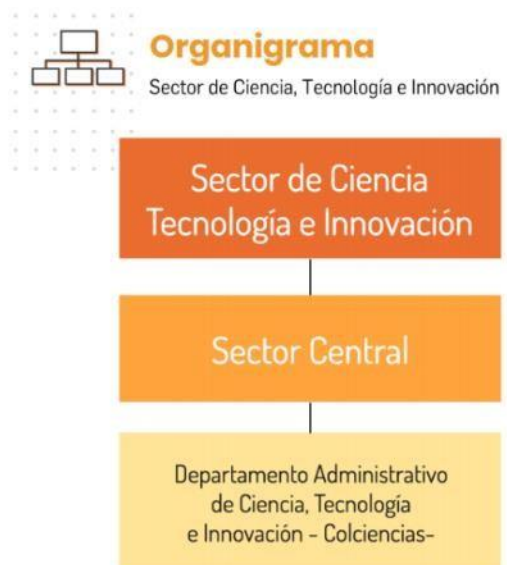 Organigrama
Sector de Ciencia, Tecnología e Innovación
Sector de Ciencia
Tecnología e Innovación
Sector Central
Departamento Administrativo
de Ciencia, Tecnología
e Innovación - Colciencias-